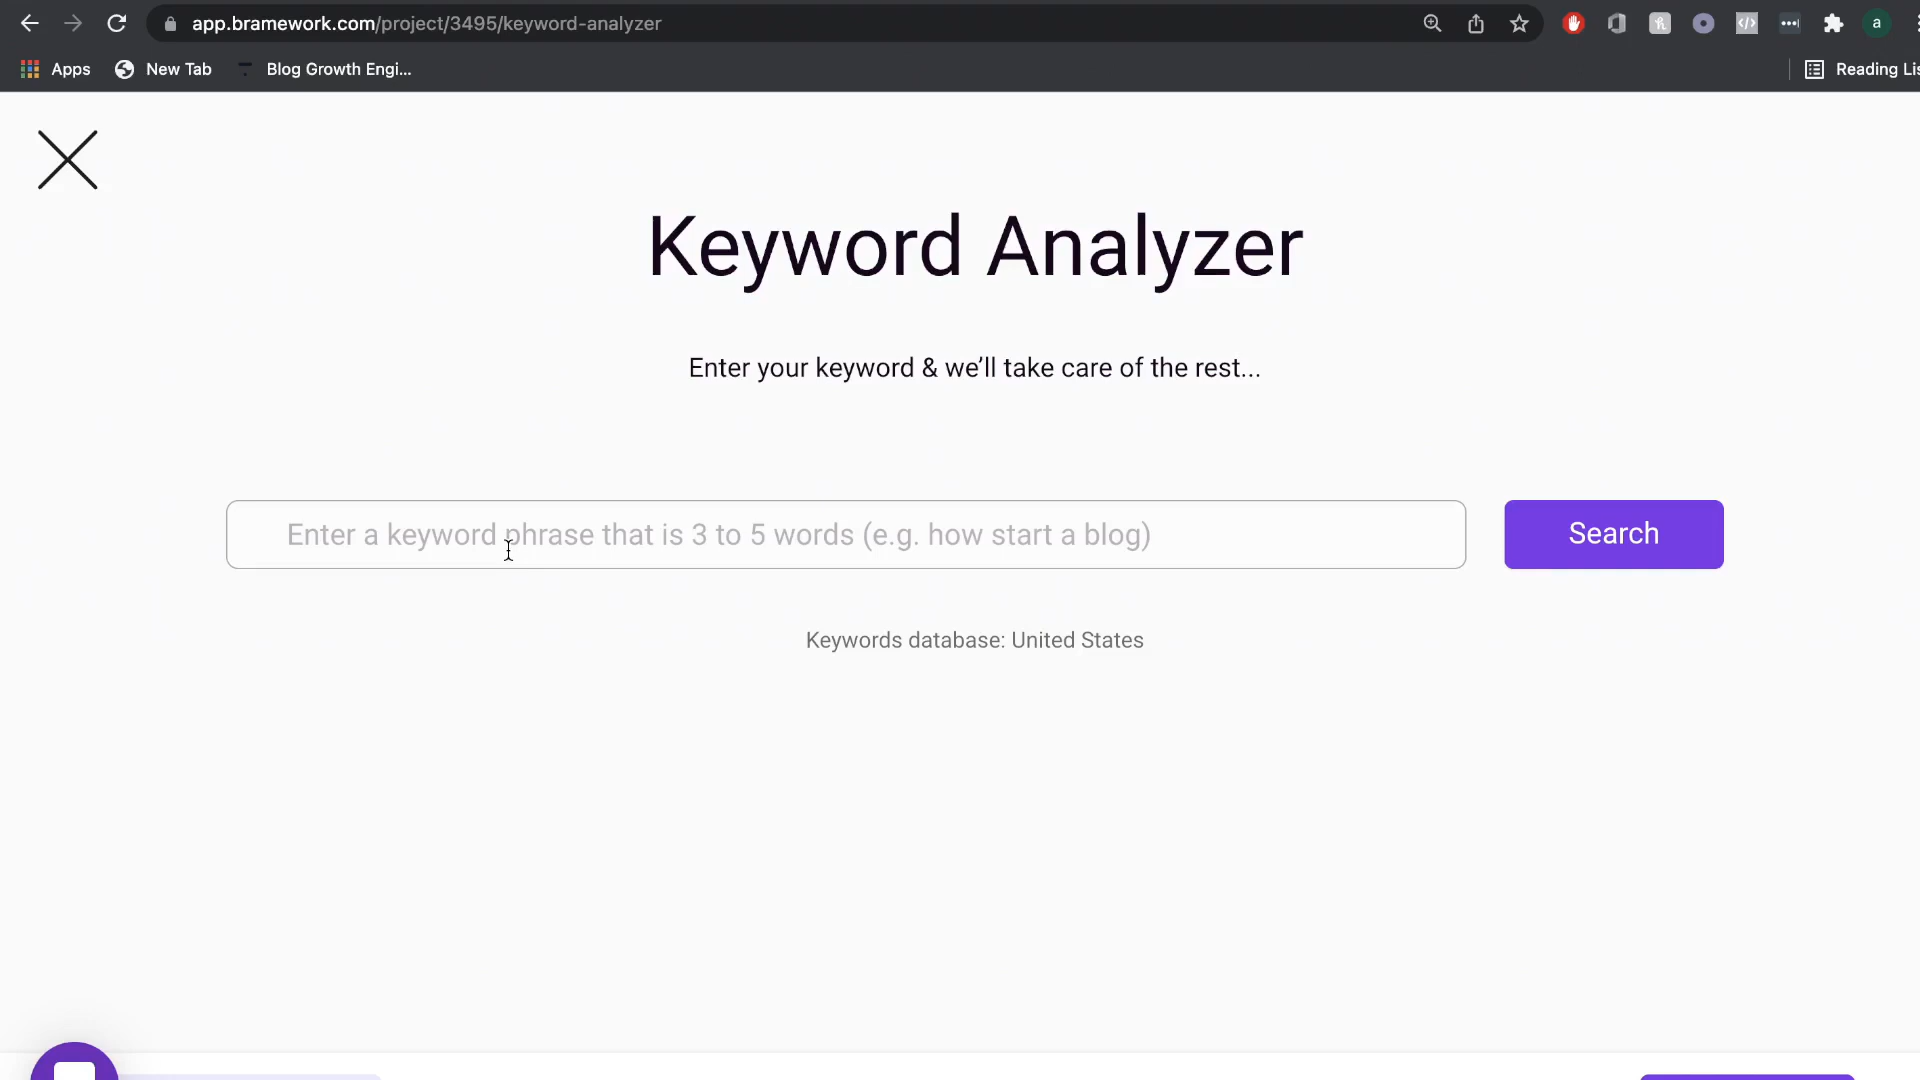 app.bramework.com/project/3495/keyword-analyzer
a
Apps
New Tab
Blog Growth Engi...
Reading Lis
Keyword Analyzer
Enter your keyword & we'll take care of the rest...
Enter a keyword phrase that is 3 to 5 words (e.g. how start a blog)
Search
Keywords database: United States